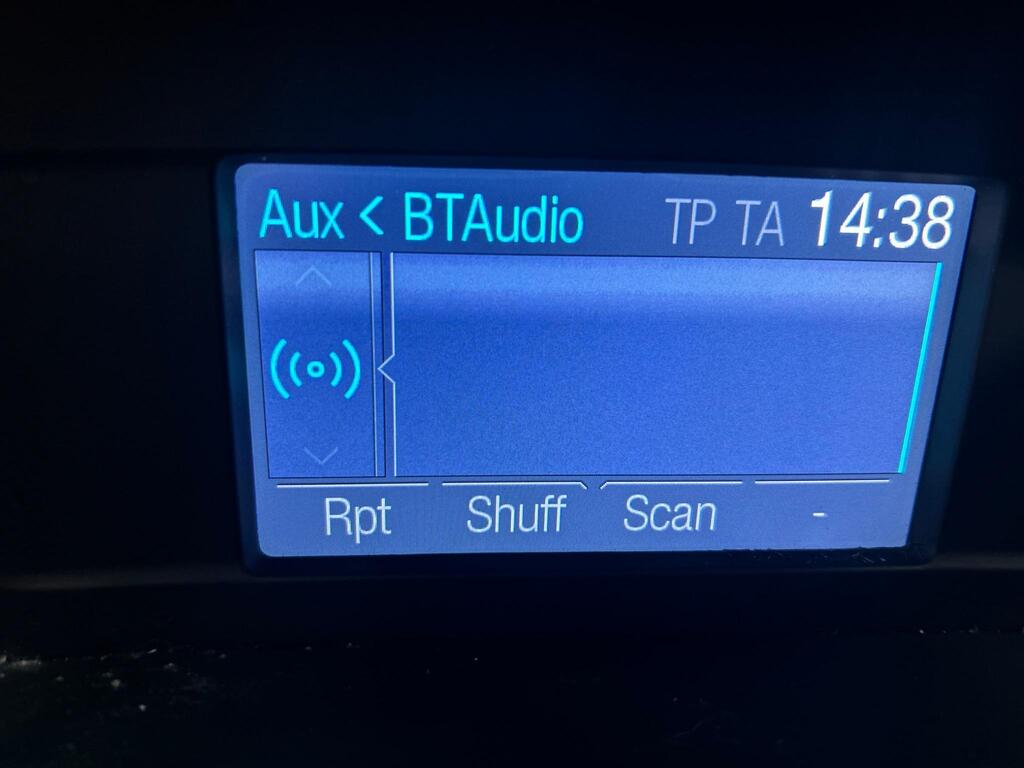 Aux < BTAudio TP TA 14:38
Rpt Shuff Scan -